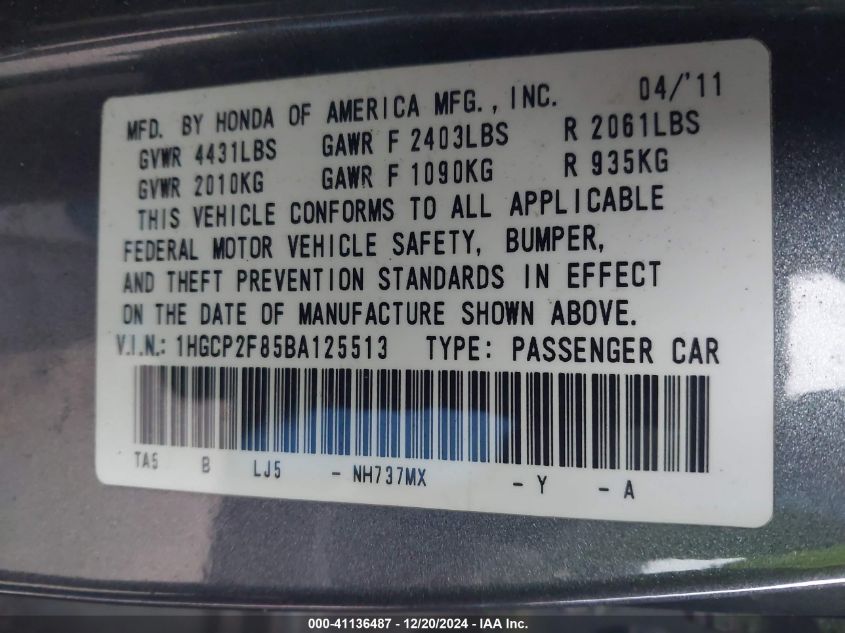 MFD. BY HONDA OF AMERICA MFG., INC. 04/'11
GVWR 4431LBS GAWR F 2403LBS R 2061LBS
GVWR 2010KG GAWR F 1090KG R 935KG
THIS VEHICLE CONFORMS TO ALL APPLICABLE
FEDERAL MOTOR VEHICLE SAFETY, BUMPER,
AND THEFT PREVENTION STANDARDS IN EFFECT
ON THE DATE OF MANUFACTURE SHOWN ABOVE.
V.I.N.: 1HGCP2F85BA125513 TYPE: PASSENGER CAR
TA5 B LJ5 - NH737MX - Y - A
000-41136487 - 12/20/2024 - IAA Inc.